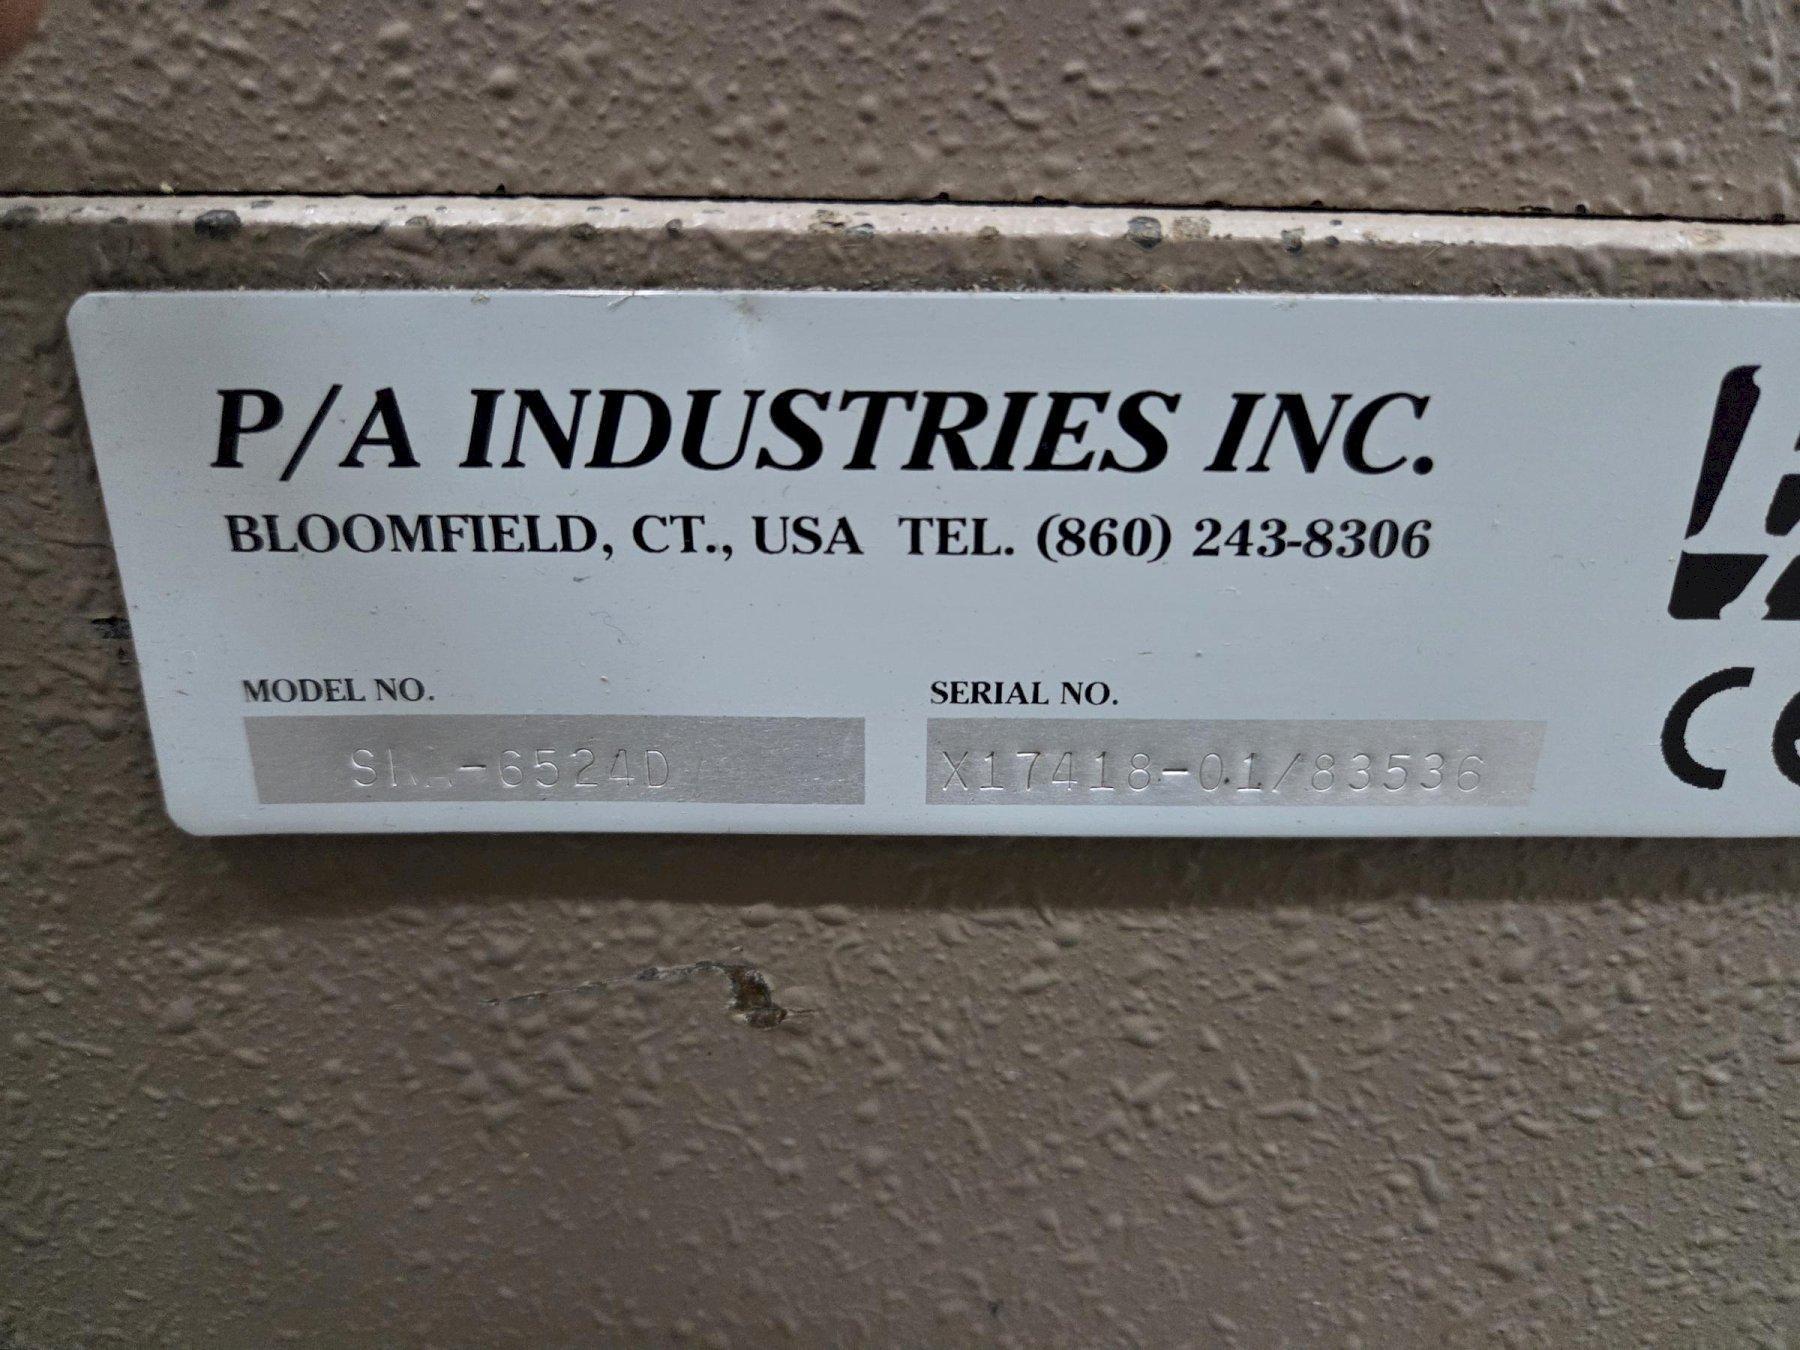 P/A INDUSTRIES INC.
BLOOMFIELD, CT., USA TEL. (860) 243-8306
MODEL NO. SERIAL NO.
X17418-01/83536